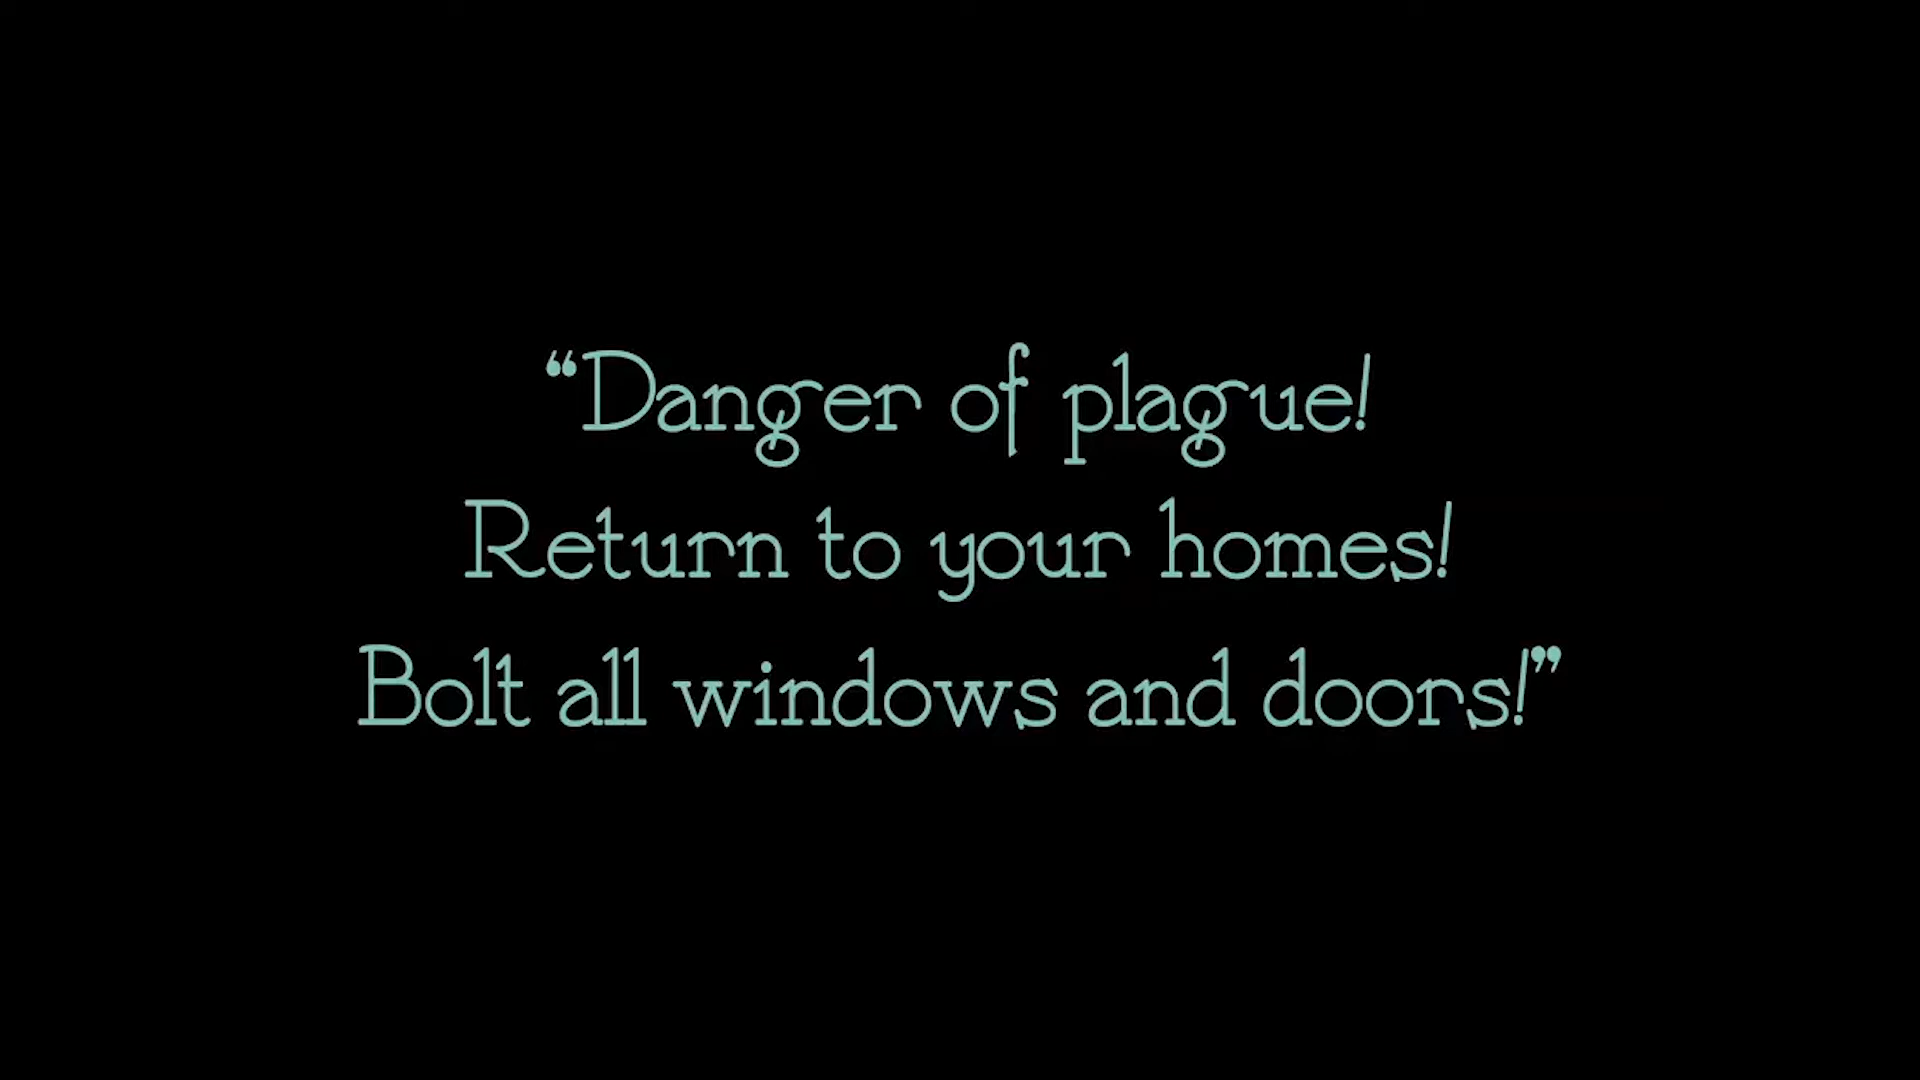 “Danger of plague!
Return to your homes!
Bolt all windows and doors!”